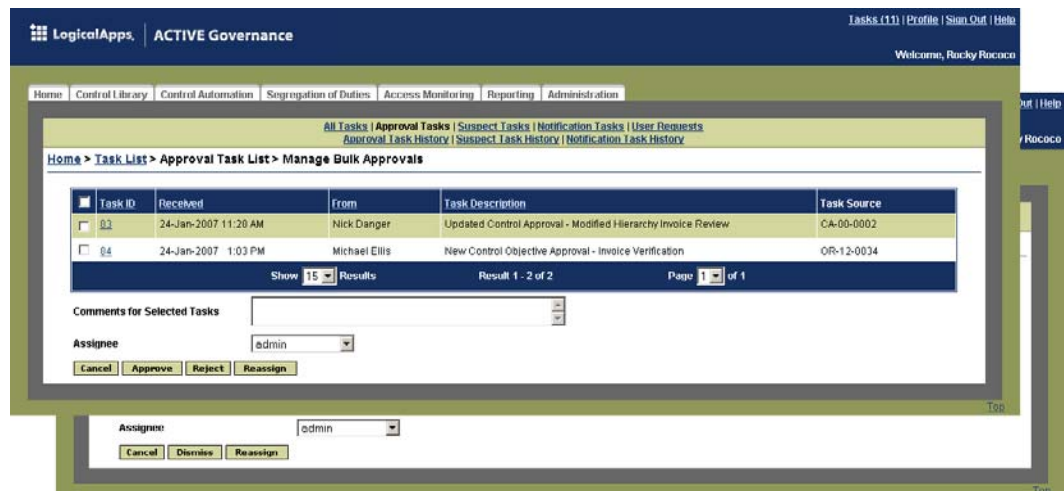 Tasks (11) | Profile | Sign Out | Help
LogicalApps. | ACTIVE Governance
Welcome, Rocky Rococo
Home Control Library Control Automation Segregation of Duties Access Monitoring Reporting Administration
out | Help
All Tasks | Approval Tasks | Suspect Tasks | Notification Tasks | User Requests
Approval Task History | Suspect Task History | Notification Task History
Rococo
Home > Task List > Approval Task List > Manage Bulk Approvals
Task ID Received From Task Description Task Source
03 24-Jan-2007 11:20 AM Nick Danger Updated Control Approval - Modified Hierarchy Invoice Review CA-00-0002
04 24-Jan-2007 1:03 PM Michael Ellis New Control Objective Approval - Invoice Verification OR-12-0034
Show 15 Results Result 1 - 2 of 2 Page 1 of 1
Comments for Selected Tasks
Assignee admin
Cancel Approve Reject Reassign
Top
Assignee admin
Cancel Dismiss Reassign
Top